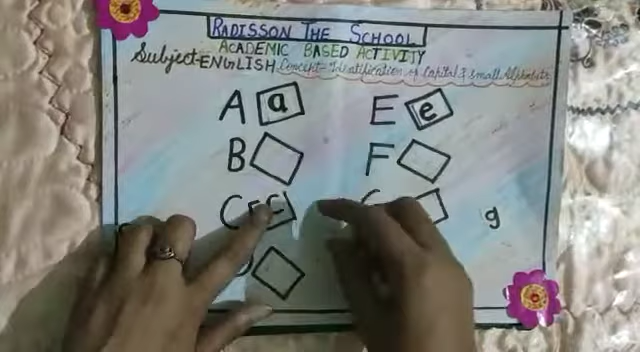 RADISSON THE SCHOOL
ACADEMIC BASED ACTIVITY
Subject-ENGLISH Concept-Identification of Capital & Small Alphabets
A a E e
B F
C c
g